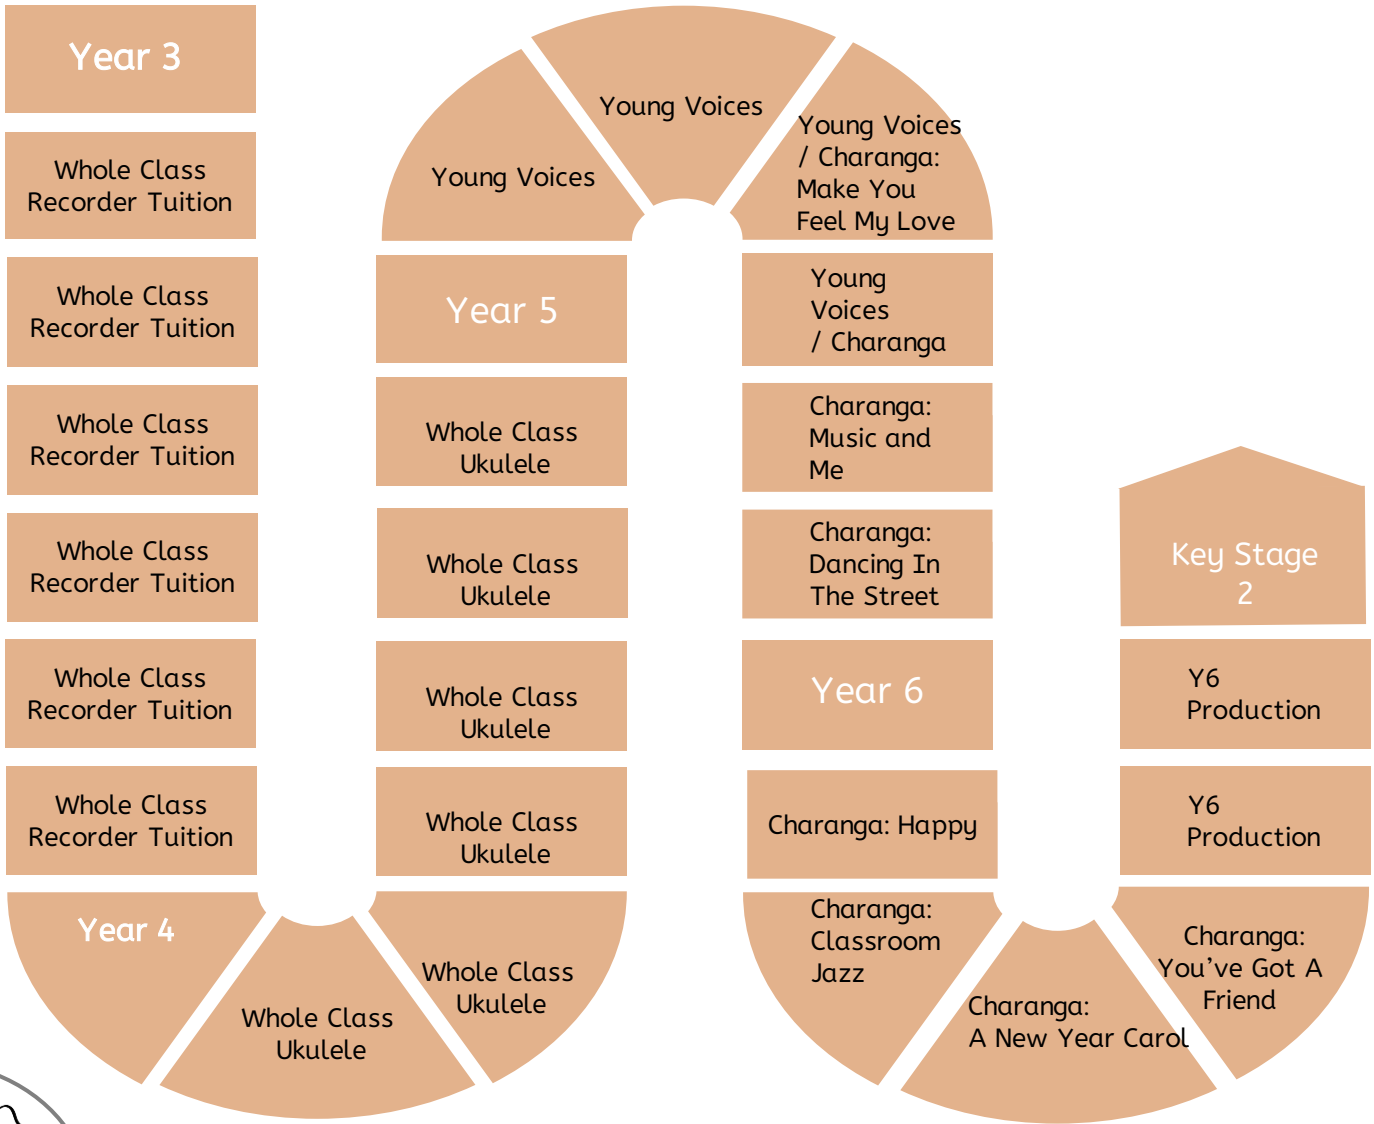 Year 3
Whole Class
Recorder Tuition
Whole Class
Recorder Tuition
Whole Class
Recorder Tuition
Whole Class
Recorder Tuition
Whole Class
Recorder Tuition
Whole Class
Recorder Tuition
Year 4
Whole Class
Ukulele
Whole Class
Ukulele
Whole Class
Ukulele
Whole Class
Ukulele
Whole Class
Ukulele
Whole Class
Ukulele
Year 5
Young Voices
Young Voices
Young Voices
/ Charanga:
Make You
Feel My Love
Young
Voices
/ Charanga
Charanga:
Music and
Me
Charanga:
Dancing In
The Street
Year 6
Charanga: Happy
Charanga:
Classroom
Jazz
Charanga:
A New Year Carol
Charanga:
You’ve Got A
Friend
Y6
Production
Y6
Production
Key Stage
2